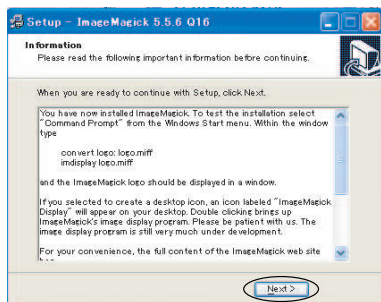 Setup - ImageMagick 5.5.6 Q16
Information
Please read the following important information before continuing.
When you are ready to continue with Setup, click Next.
You have now installed ImageMagick. To test the installation select
"Command Prompt" from the Windows Start menu. Within the window
type
convert logo: logo.miff
imdisplay logo.miff
and the ImageMagick logo should be displayed in a window.
If you selected to create a desktop icon, an icon labeled "ImageMagick
Display" will appear on your desktop. Double clicking brings up
ImageMagick's image display program. Please be patient with us. The
image display program is still very much under development.
For your convenience, the full content of the ImageMagick web site
Next >